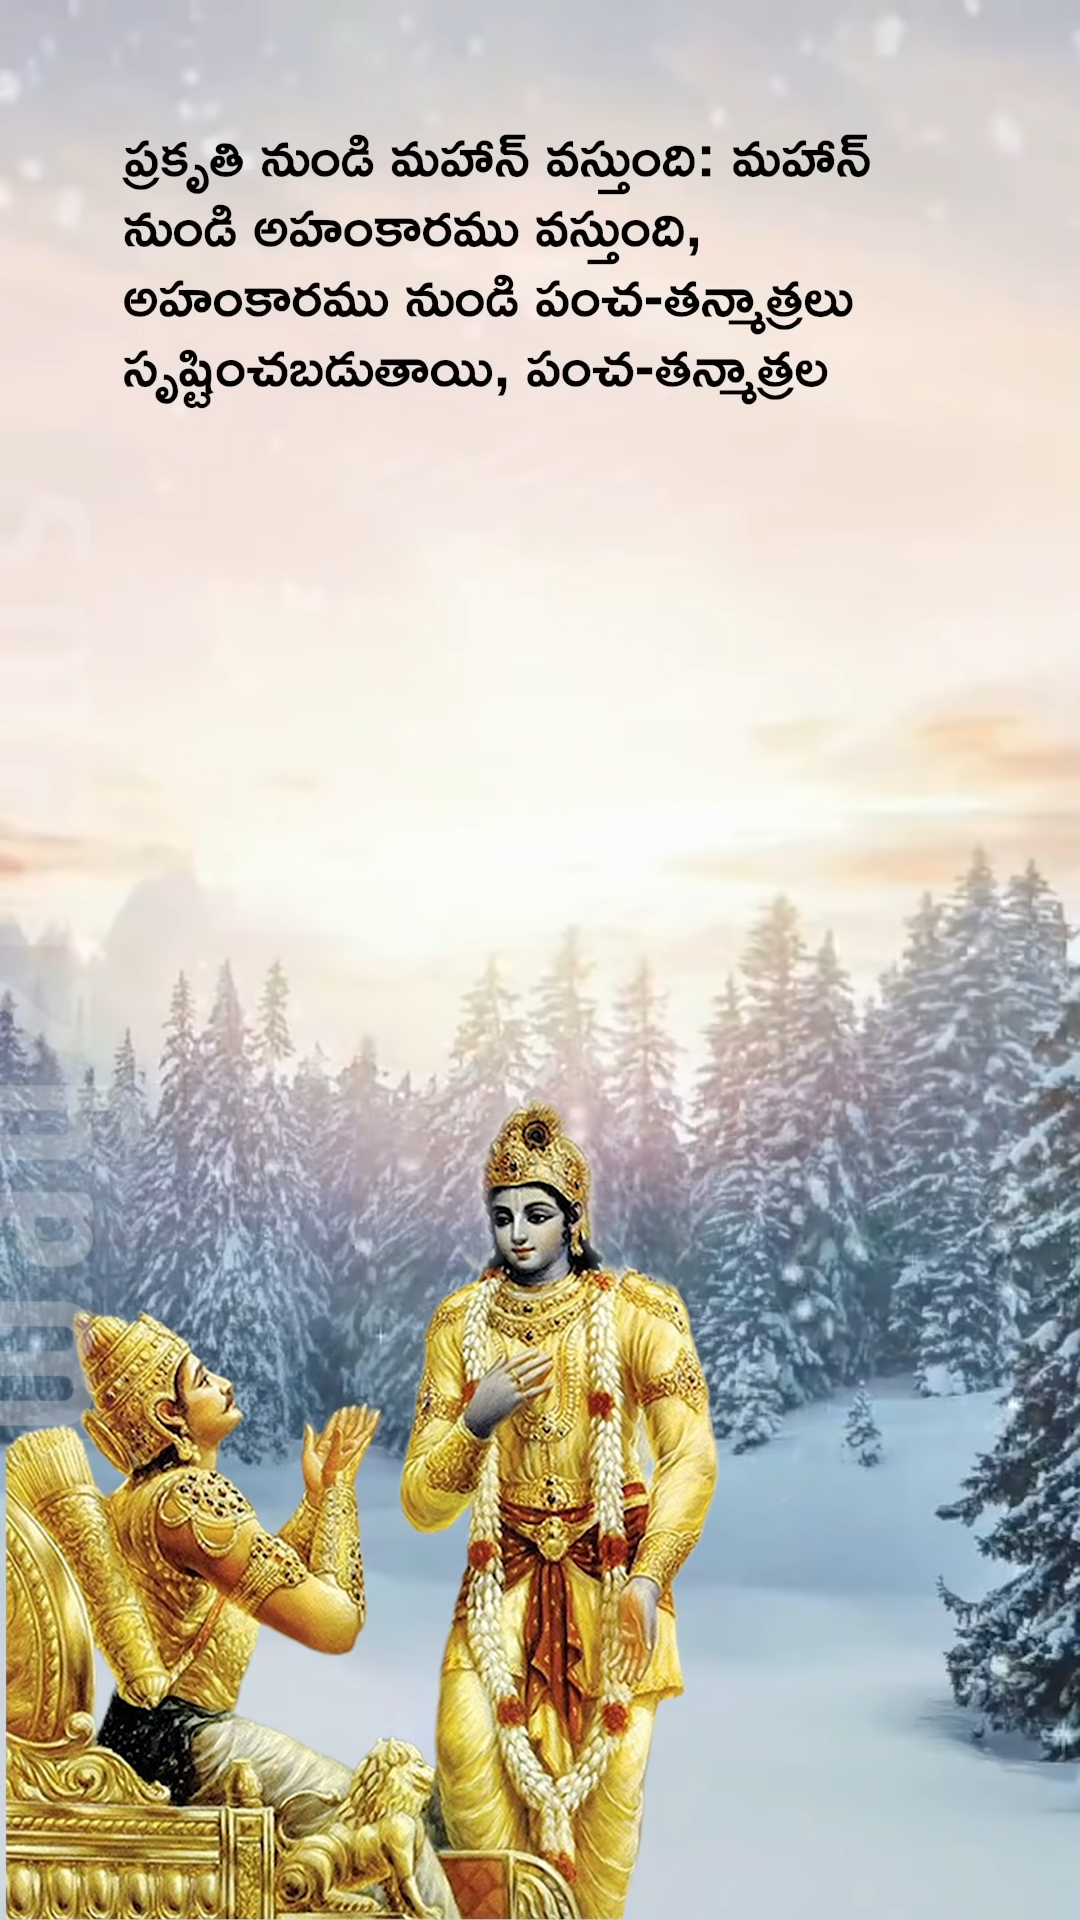 ప్రకృతి నుండి మహాన్ వస్తుంది: మహాన్
నుండి అహంకారము వస్తుంది,
అహంకారము నుండి పంచ-తన్మాత్రలు
సృష్టించబడుతాయి, పంచ-తన్మాత్రల